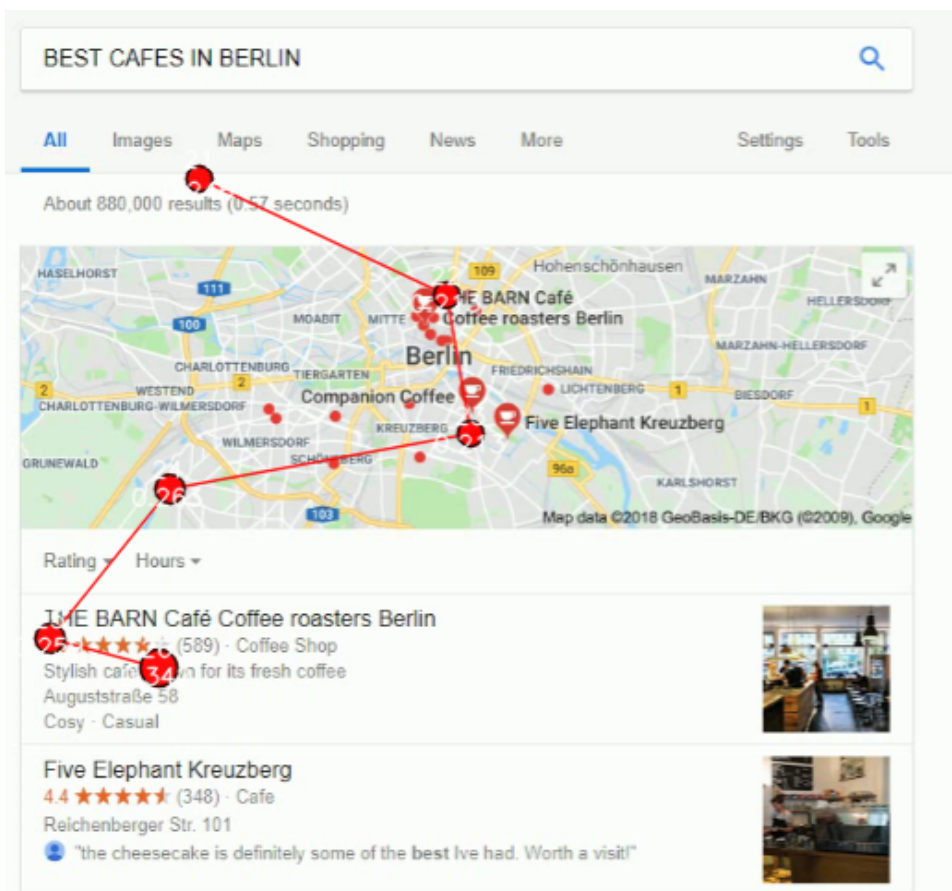 BEST CAFES IN BERLIN
All Images Maps Shopping News More Settings Tools
About 880,000 results (0.57 seconds)
HASELHORST
111
109
Hohenschönhausen
MARZAHN
HELLERSDORF
THE BARN Café
Coffee roasters Berlin
100
MOABIT
MITTE
Berlin
MARZAHN-HELLERSDORF
CHARLOTTENBURG
TIERGARTEN
FRIEDRICHSHAIN
2
WESTEND
2
Companion Coffee
LICHTENBERG
1
BIESDORF
1
CHARLOTTENBURG-WILMERSDORF
KREUZBERG
Five Elephant Kreuzberg
WILMERSDORF
SCHÖNEBERG
GRUNEWALD
96a
KARLSHORST
103
Map data ©2018 GeoBasis-DE/BKG (©2009), Google
Rating Hours
THE BARN Café Coffee roasters Berlin
(589) · Coffee Shop
34
Stylish for its fresh coffee
Auguststraße 58
Cosy · Casual
Five Elephant Kreuzberg
4.4 ★★★★★ (348) · Cafe
Reichenberger Str. 101
"the cheesecake is definitely some of the best Ive had. Worth a visit!"